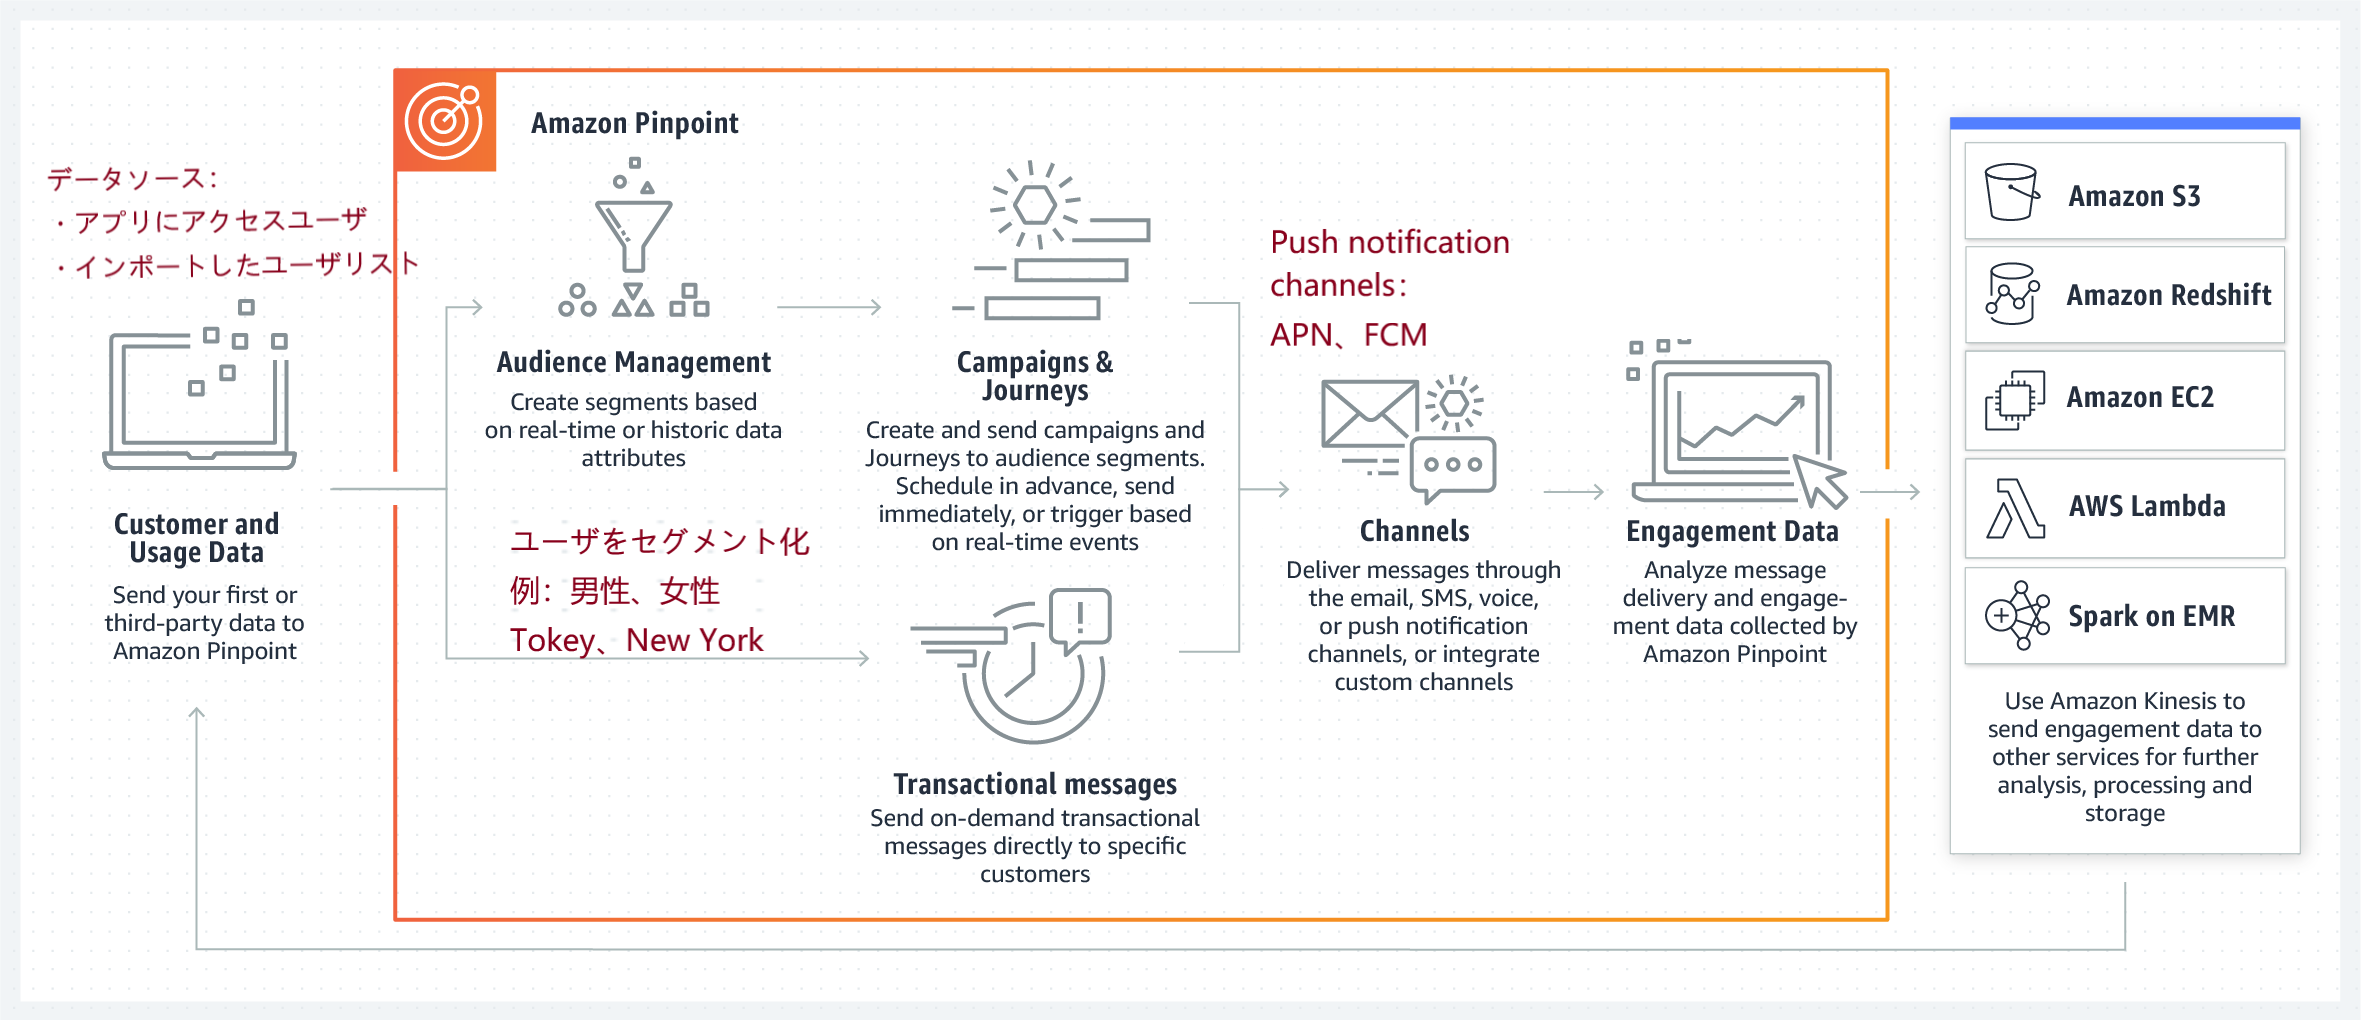 Amazon Pinpoint
データソース：
・アプリにアクセスユーザ
・インポートしたユーザリスト
Customer and
Usage Data
Send your first or
third-party data to
Amazon Pinpoint
Audience Management
Create segments based
on real-time or historic data
attributes
ユーザをセグメント化
例：男性、女性
Tokey、New York
Campaigns &
Journeys
Create and send campaigns and
Journeys to audience segments.
Schedule in advance, send
immediately, or trigger based
on real-time events
Transactional messages
Send on-demand transactional
messages directly to specific
customers
Push notification
channels：
APN、FCM
Channels
Deliver messages through
the email, SMS, voice,
or push notification
channels, or integrate
custom channels
Engagement Data
Analyze message
delivery and engage-
ment data collected by
Amazon Pinpoint
Amazon S3
Amazon Redshift
Amazon EC2
AWS Lambda
Spark on EMR
Use Amazon Kinesis to
send engagement data to
other services for further
analysis, processing and
storage